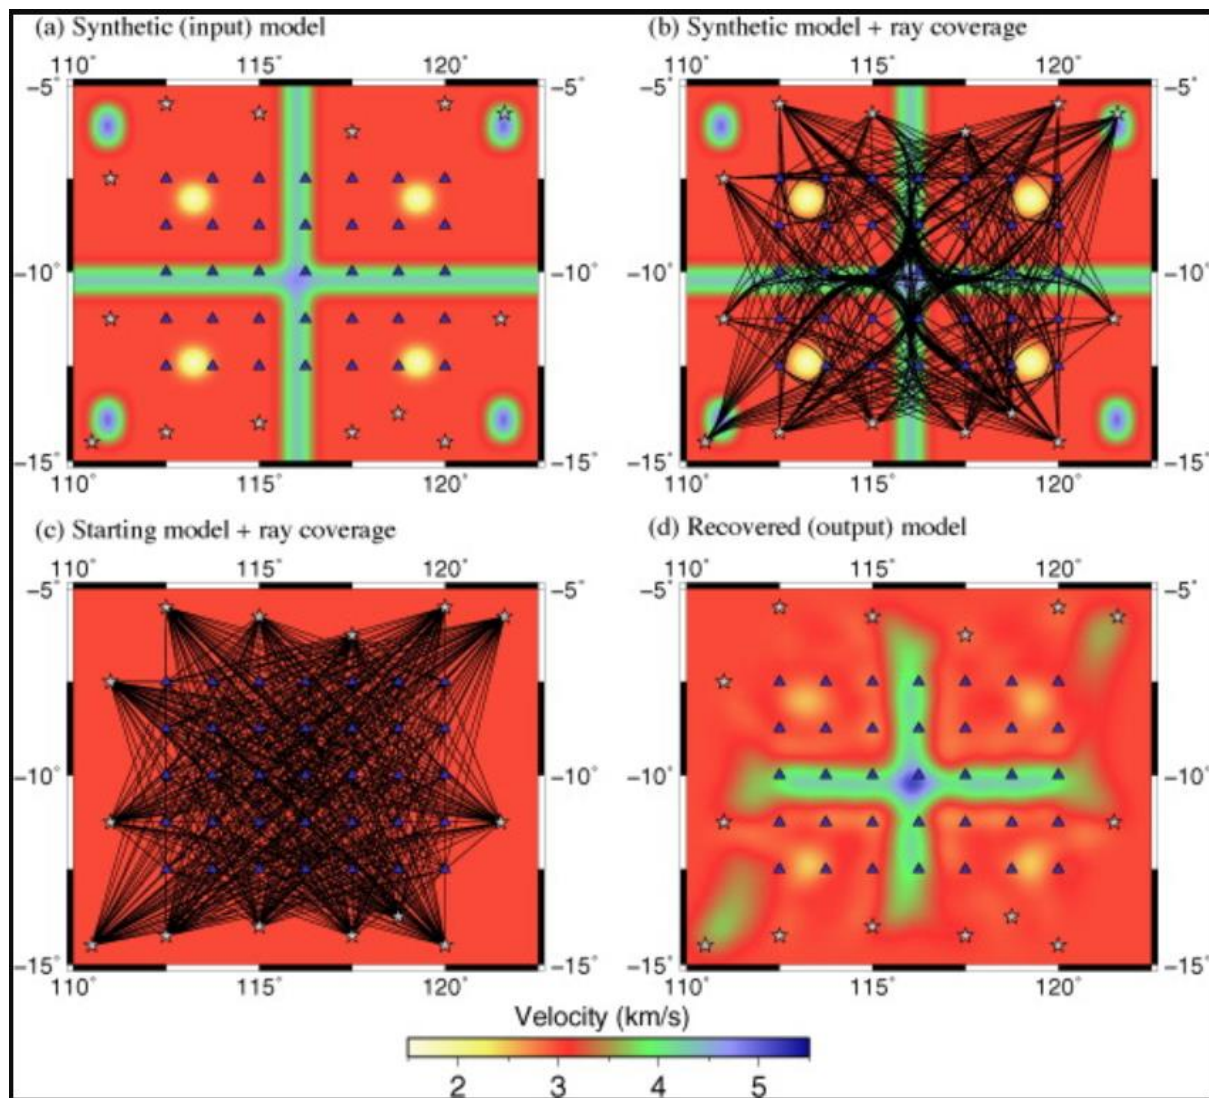 (a) Synthetic (input) model
110° 115° 120°
−5° −5°
−10° −10°
−15° −15°
110° 115° 120°
(b) Synthetic model + ray coverage
110° 115° 120°
−5° −5°
−10° −10°
−15° −15°
110° 115° 120°
(c) Starting model + ray coverage
110° 115° 120°
−5° −5°
−10° −10°
−15° −15°
110° 115° 120°
(d) Recovered (output) model
110° 115° 120°
−5° −5°
−10° −10°
−15° −15°
110° 115° 120°
Velocity (km/s)
2 3 4 5